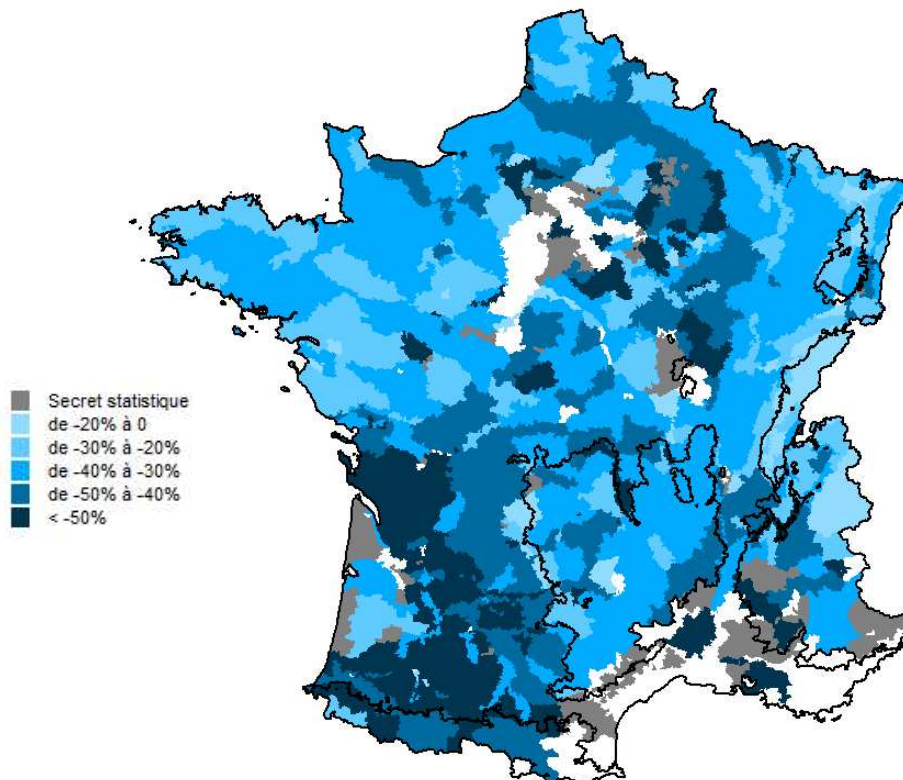 Secret statistique
de -20% à 0
de -30% à -20%
de -40% à -30%
de -50% à -40%
< -50%